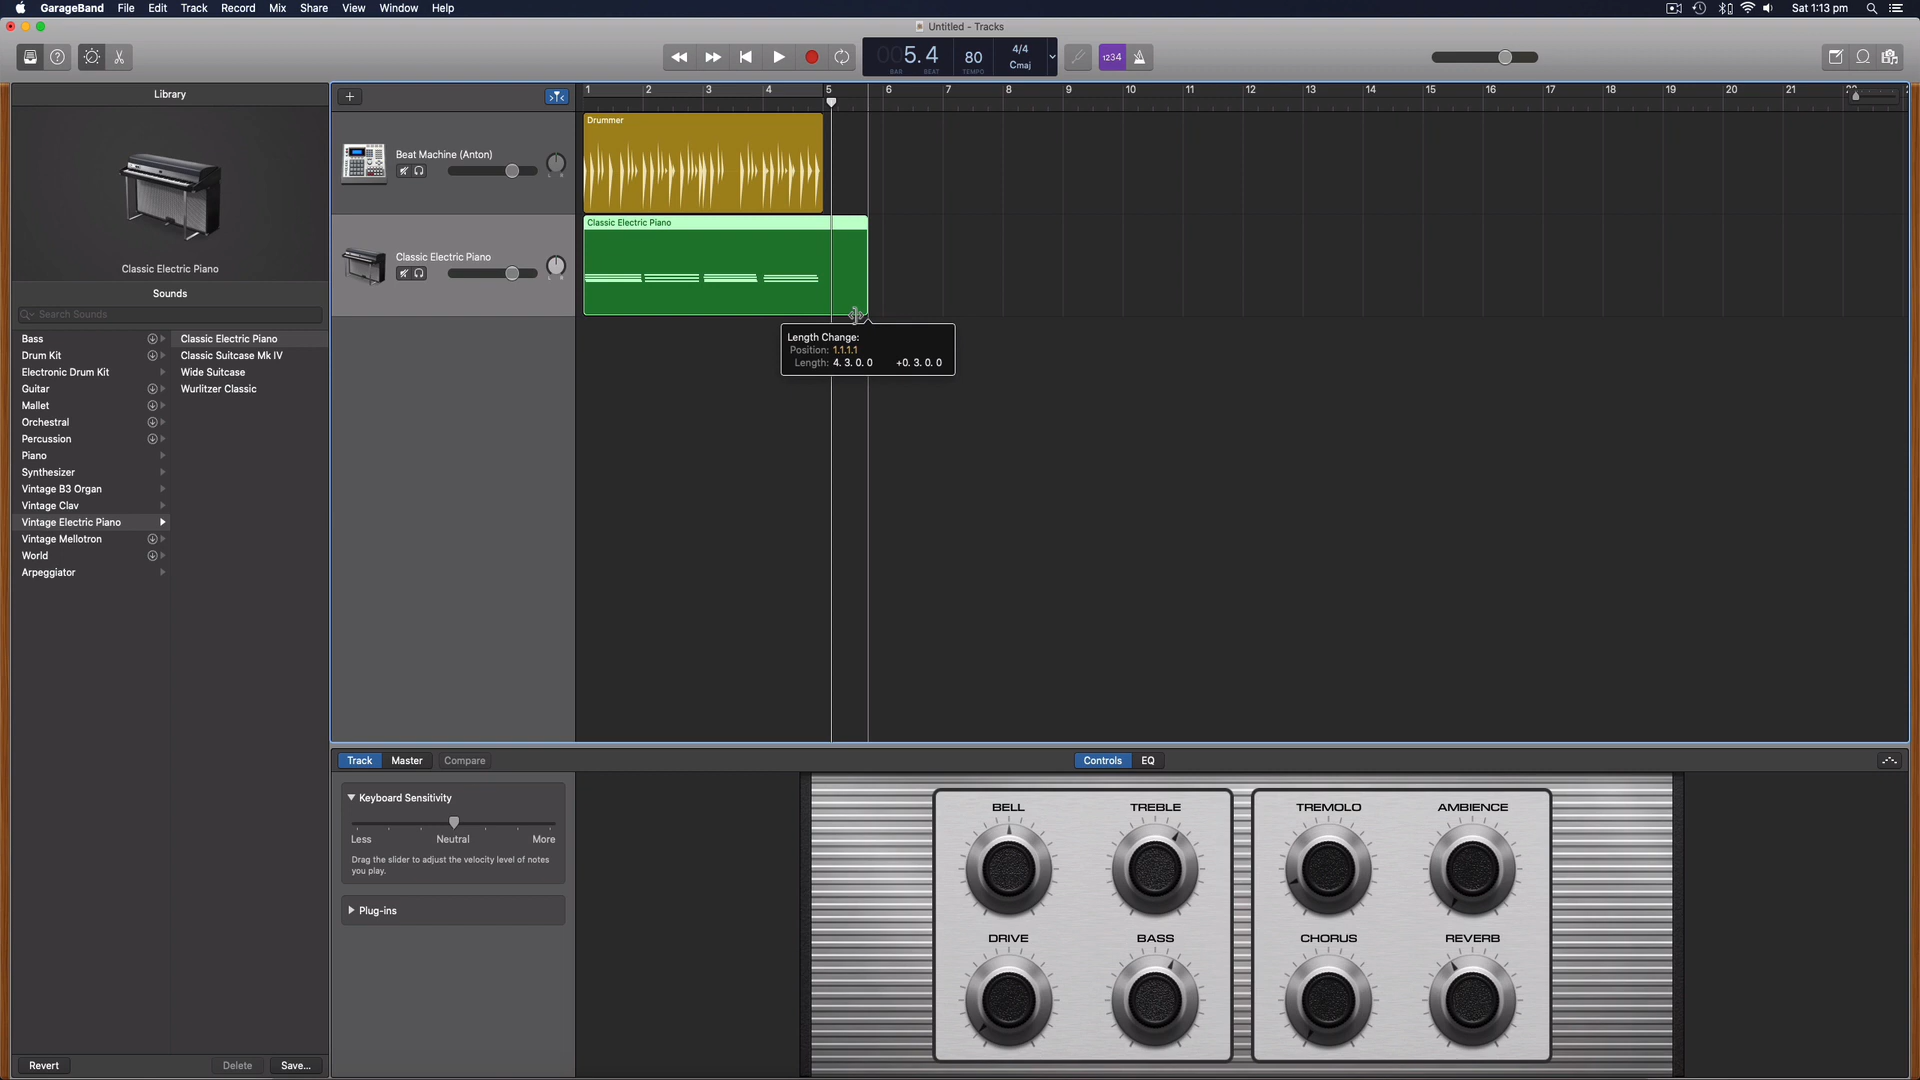 GarageBand File Edit Track Record Mix Share View Window Help
Sat 1:13 pm
Untitled - Tracks
005.4
BAR BEAT
80
TEMPO
4/4
Cmaj
1234
Library
Classic Electric Piano
Sounds
Search Sounds
Bass
Drum Kit
Electronic Drum Kit
Guitar
Mallet
Orchestral
Percussion
Piano
Synthesizer
Vintage B3 Organ
Vintage Clav
Vintage Electric Piano
Vintage Mellotron
World
Arpeggiator
Classic Electric Piano
Classic Suitcase Mk IV
Wide Suitcase
Wurlitzer Classic
Revert
Delete
Save...
1 2 3 4 5 6 7 8 9 10 11 12 13 14 15 16 17 18 19 20 21
Beat Machine (Anton)
L R
Drummer
Classic Electric Piano
L R
Classic Electric Piano
Length Change:
Position: 1.1.1.1
Length: 4. 3. 0. 0 +0. 3. 0. 0
Track Master Compare
Controls EQ
Keyboard Sensitivity
Less Neutral More
Drag the slider to adjust the velocity level of notes
you play.
Plug-ins
BELL TREBLE TREMOLO AMBIENCE
DRIVE BASS CHORUS REVERB